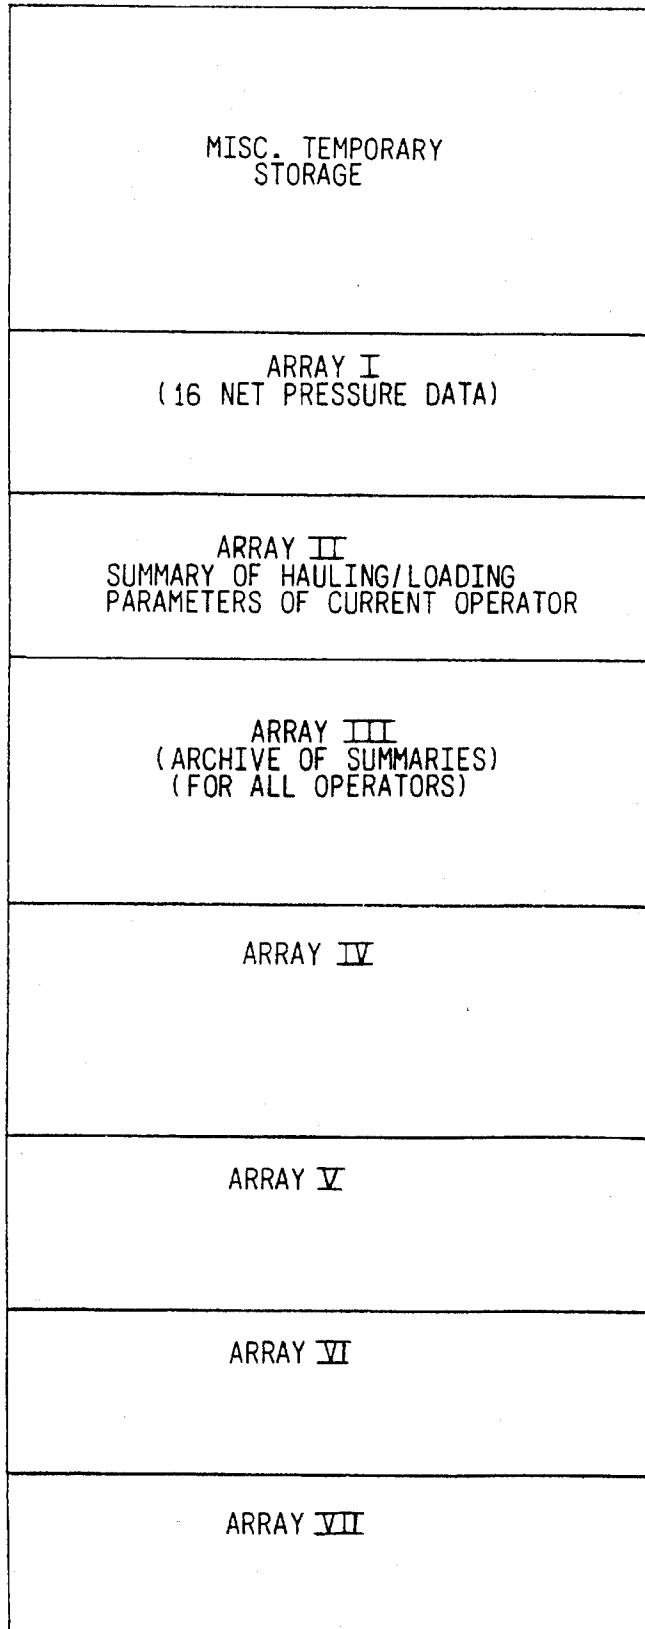 MISC. TEMPORARY
STORAGE
ARRAY I
(16 NET PRESSURE DATA)
ARRAY II
SUMMARY OF HAULING/LOADING
PARAMETERS OF CURRENT OPERATOR
ARRAY III
(ARCHIVE OF SUMMARIES)
(FOR ALL OPERATORS)
ARRAY IV
ARRAY V
ARRAY VI
ARRAY VII